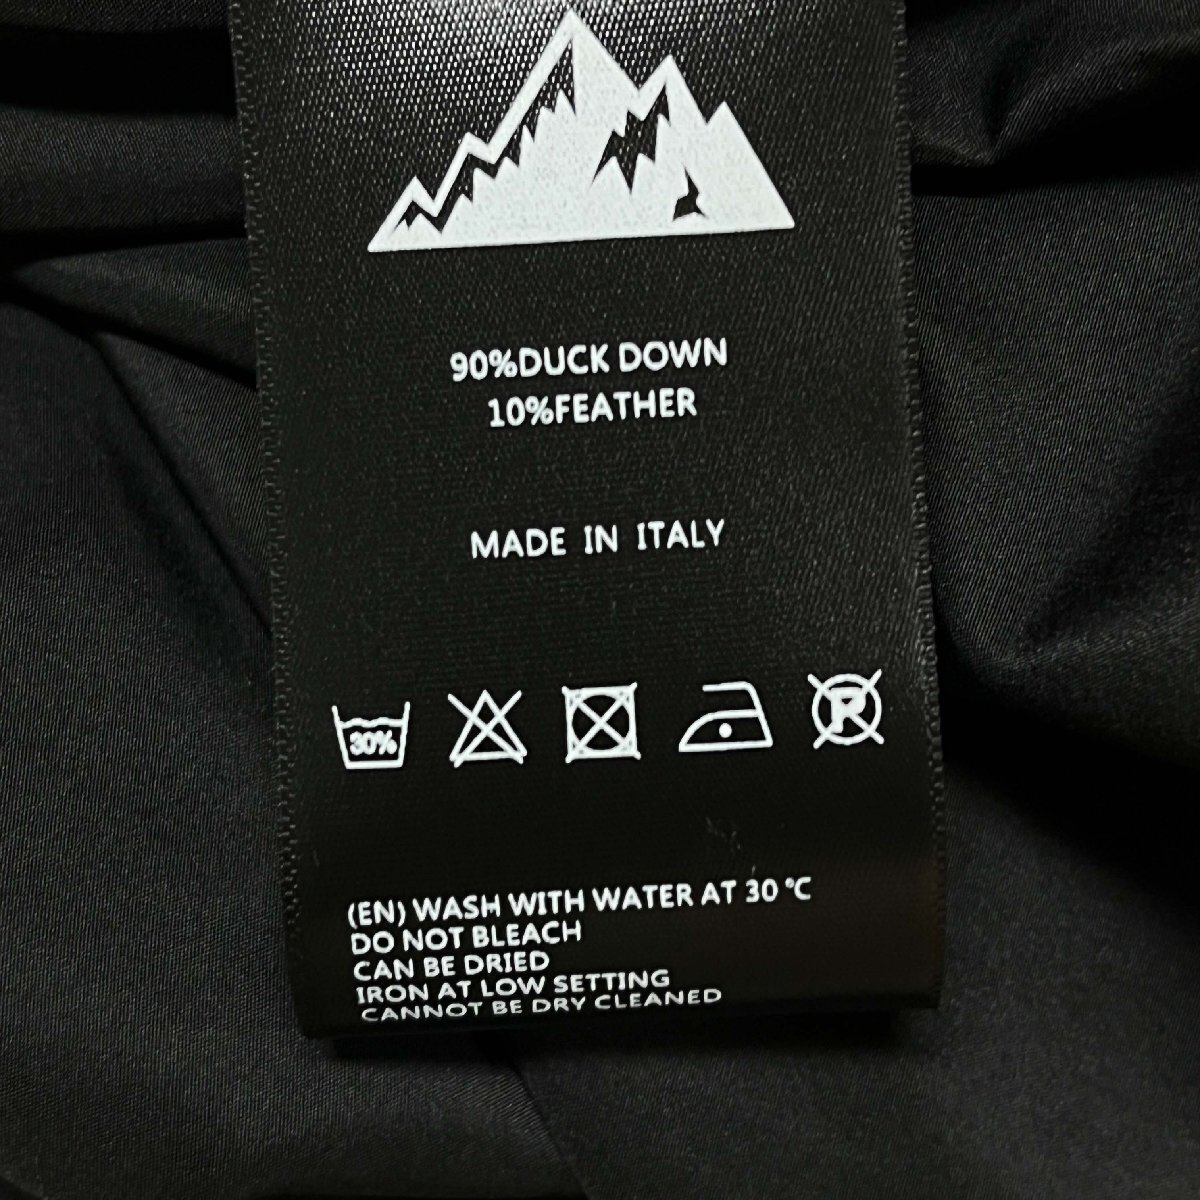 90%DUCK DOWN
10%FEATHER
MADE IN ITALY
30%
R
(EN) WASH WITH WATER AT 30 °C
DO NOT BLEACH
CAN BE DRIED
IRON AT LOW SETTING
CANNOT BE DRY CLEANED